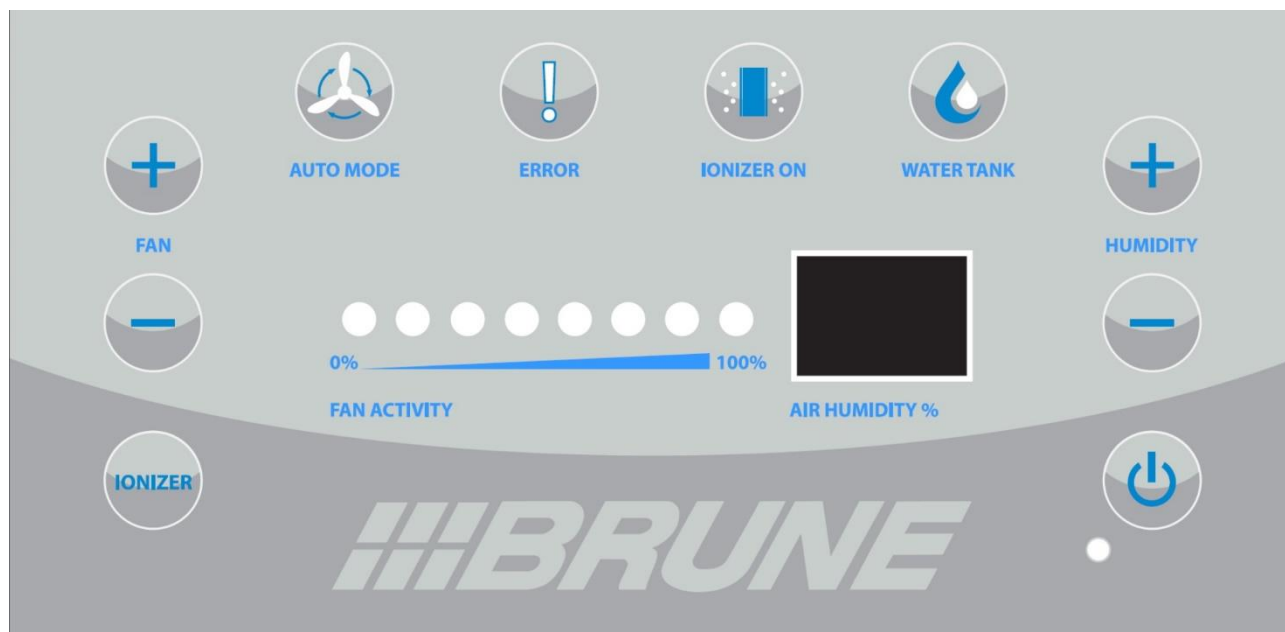 AUTO MODE
ERROR
IONIZER ON
WATER TANK
FAN
HUMIDITY
0%
100%
FAN ACTIVITY
AIR HUMIDITY %
IONIZER
BRUNE